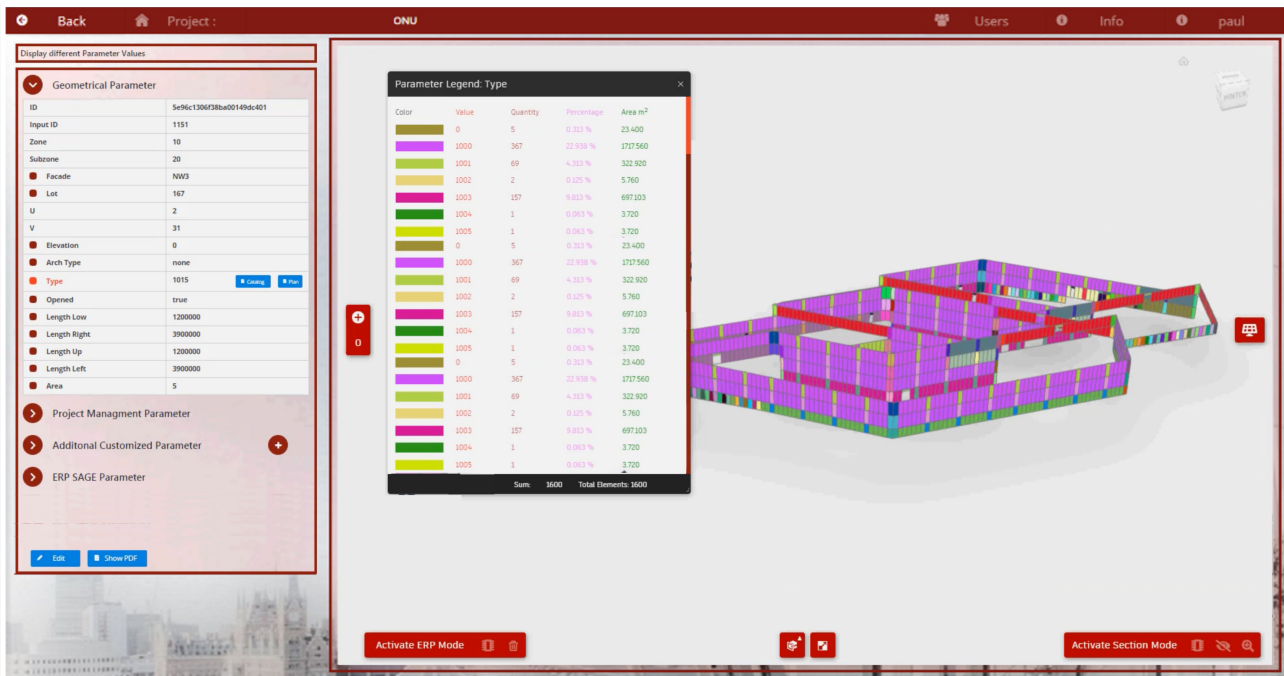 Back Project : ONU Users Info paul
Display different Parameter Values
Geometrical Parameter
ID 5e96c1306f38ba00149dc401
Input ID 1151
Zone 10
Subzone 20
Facade NW3
Lot 167
U 2
V 31
Elevation 0
Arch Type none
Type 1015 Catalog Plan
Opened true
Length Low 1200000
Length Right 3900000
Length Up 1200000
Length Left 3900000
Area 5
Project Managment Parameter
Additonal Customized Parameter
ERP SAGE Parameter
Edit Show PDF
Parameter Legend: Type ×
Color Value Quantity Percentage Area m²
0 5 0.313 % 23.400
1000 367 22.938 % 1717.560
1001 69 4.313 % 322.920
1002 2 0.125 % 5.760
1003 157 9.813 % 697.103
1004 1 0.063 % 3.720
1005 1 0.063 % 3.720
0 5 0.313 % 23.400
1000 367 22.938 % 1717.560
1001 69 4.313 % 322.920
1002 2 0.125 % 5.760
1003 157 9.813 % 697.103
1004 1 0.063 % 3.720
1005 1 0.063 % 3.720
0 5 0.313 % 23.400
1000 367 22.938 % 1717.560
1001 69 4.313 % 322.920
1002 2 0.125 % 5.760
1003 157 9.813 % 697.103
1004 1 0.063 % 3.720
1005 1 0.063 % 3.720
Sum: 1600 Total Elements: 1600
0
Activate ERP Mode
Activate Section Mode